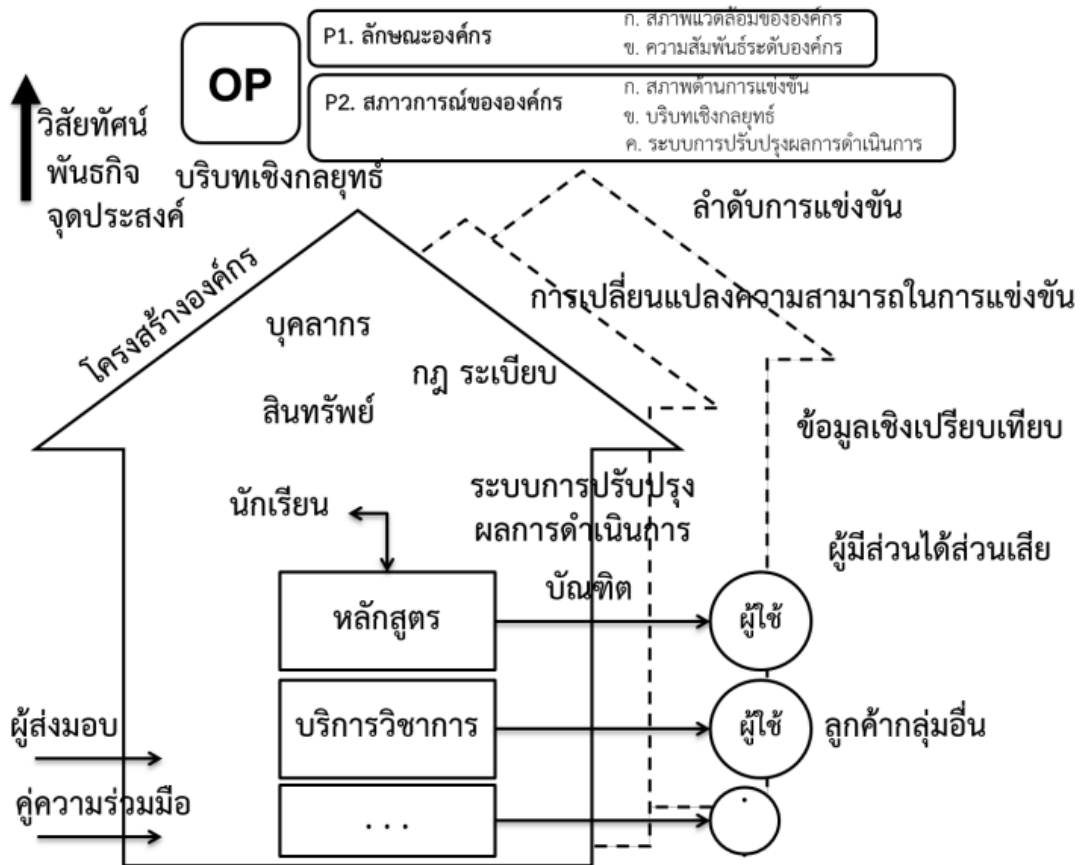 OP
P1. ลักษณะองค์กร
ก. สภาพแวดล้อมขององค์กร
ข. ความสัมพันธ์ระดับองค์กร
P2. สภาวการณ์ขององค์กร
ก. สภาพด้านการแข่งขัน
ข. บริบทเชิงกลยุทธ์
ค. ระบบการปรับปรุงผลการดำเนินการ
วิสัยทัศน์
พันธกิจ
จุดประสงค์
บริบทเชิงกลยุทธ์
ลำดับการแข่งขัน
การเปลี่ยนแปลงความสามารถในการแข่งขัน
โครงสร้างองค์กร
บุคลากร
กฎ ระเบียบ
สินทรัพย์
ข้อมูลเชิงเปรียบเทียบ
นักเรียน
ระบบการปรับปรุง
ผลการดำเนินการ
ผู้มีส่วนได้ส่วนเสีย
บัณฑิต
หลักสูตร
ผู้ใช้
ผู้ส่งมอบ
บริการวิชาการ
ผู้ใช้
ลูกค้ากลุ่มอื่น
คู่ความร่วมมือ
. . .